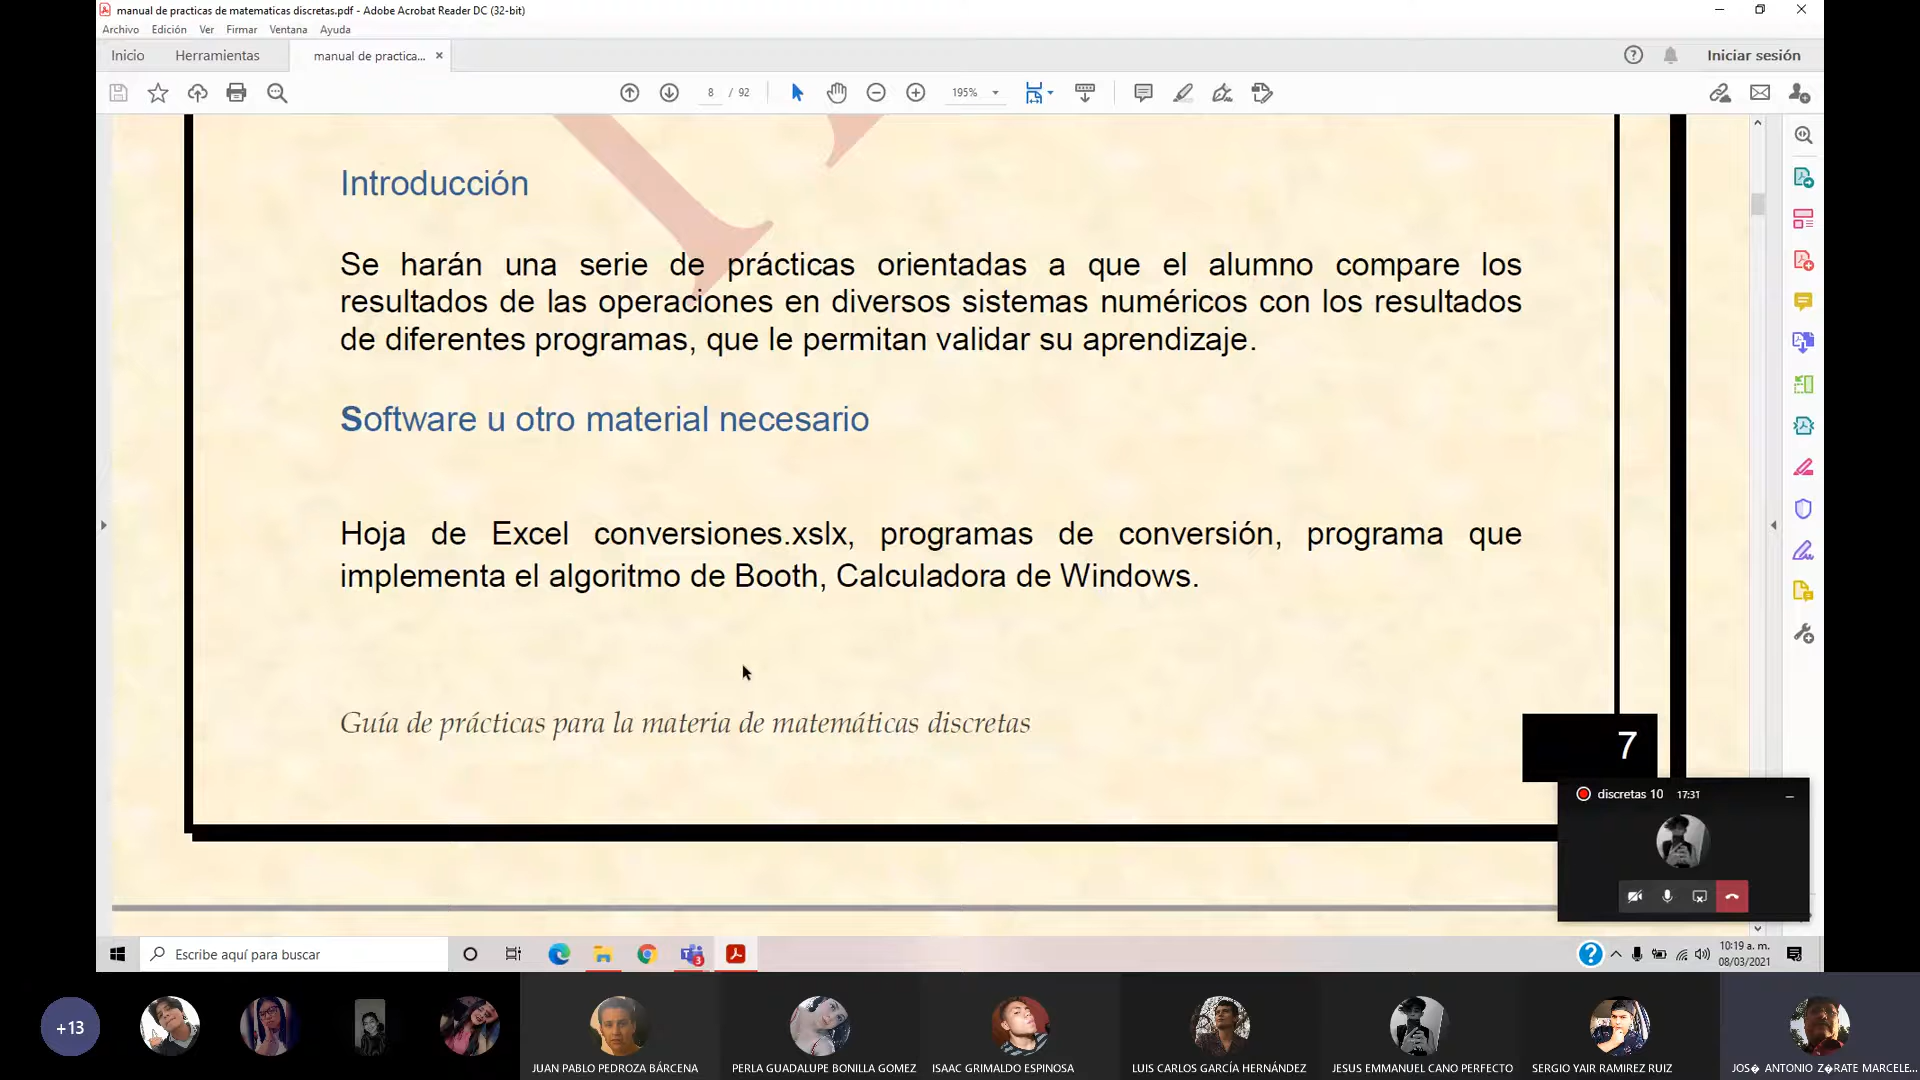 manual de practicas de matematicas discretas.pdf - Adobe Acrobat Reader DC (32-bit)
Archivo Edición Ver Firmar Ventana Ayuda
Inicio Herramientas manual de practica... × Iniciar sesión
8 / 92 195%
Introducción
Se harán una serie de prácticas orientadas a que el alumno compare los
resultados de las operaciones en diversos sistemas numéricos con los resultados
de diferentes programas, que le permitan validar su aprendizaje.
Software u otro material necesario
Hoja de Excel conversiones.xslx, programas de conversión, programa que
implementa el algoritmo de Booth, Calculadora de Windows.
Guía de prácticas para la materia de matemáticas discretas
7
discretas 10 17:31
Escribe aquí para buscar
3
10:19 a. m.
08/03/2021
+13
JUAN PABLO PEDROZA BÁRCENA PERLA GUADALUPE BONILLA GOMEZ ISAAC GRIMALDO ESPINOSA LUIS CARLOS GARCÍA HERNÁNDEZ JESUS EMMANUEL CANO PERFECTO SERGIO YAIR RAMIREZ RUIZ JOS� ANTONIO Z�RATE MARCELE...